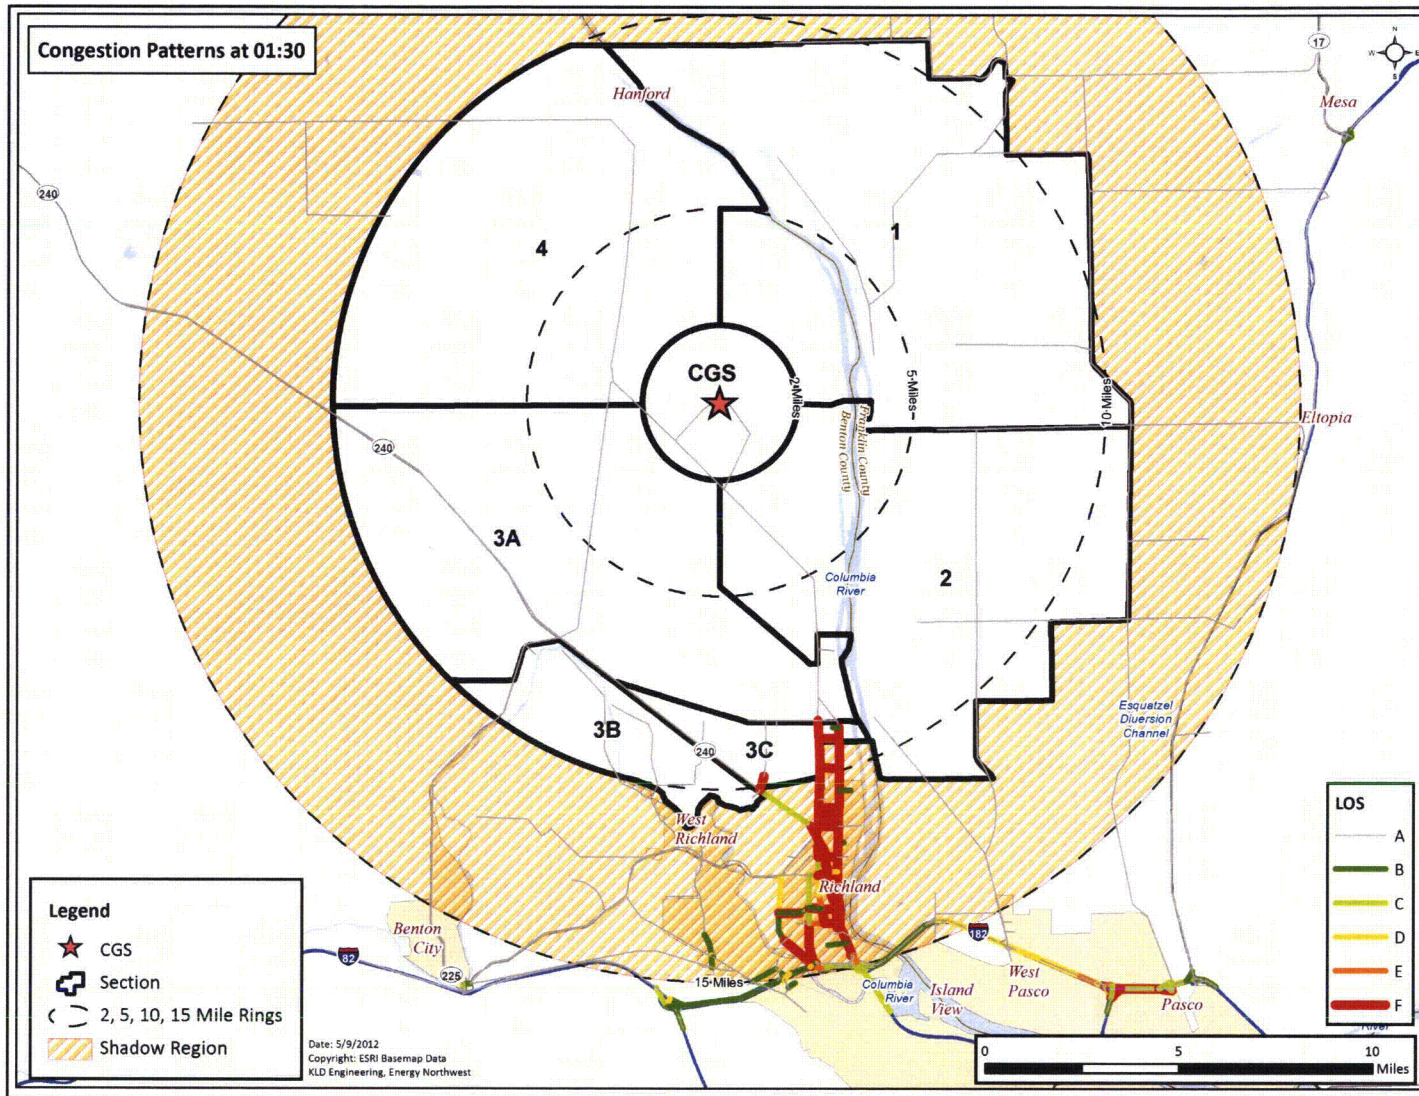 Congestion Patterns at 01:30
17
N
W E
S
Hanford
Mesa
240
1
4
CGS
2 Miles
5 Miles
10 Miles
Franklin County
Benton County
Eltopia
240
3A
Columbia
River
2
Esquatzel
Diversion
Channel
3B
240
3C
West
Richland
Richland
LOS
A
B
C
D
E
F
Legend
CGS
Section
2, 5, 10, 15 Mile Rings
Shadow Region
Benton
City
82
225
182
15 Miles
Columbia
River
Island
View
West
Pasco
Pasco
River
Date: 5/9/2012
Copyright: ESRI Basemap Data
KLD Engineering, Energy Northwest
0 5 10
Miles